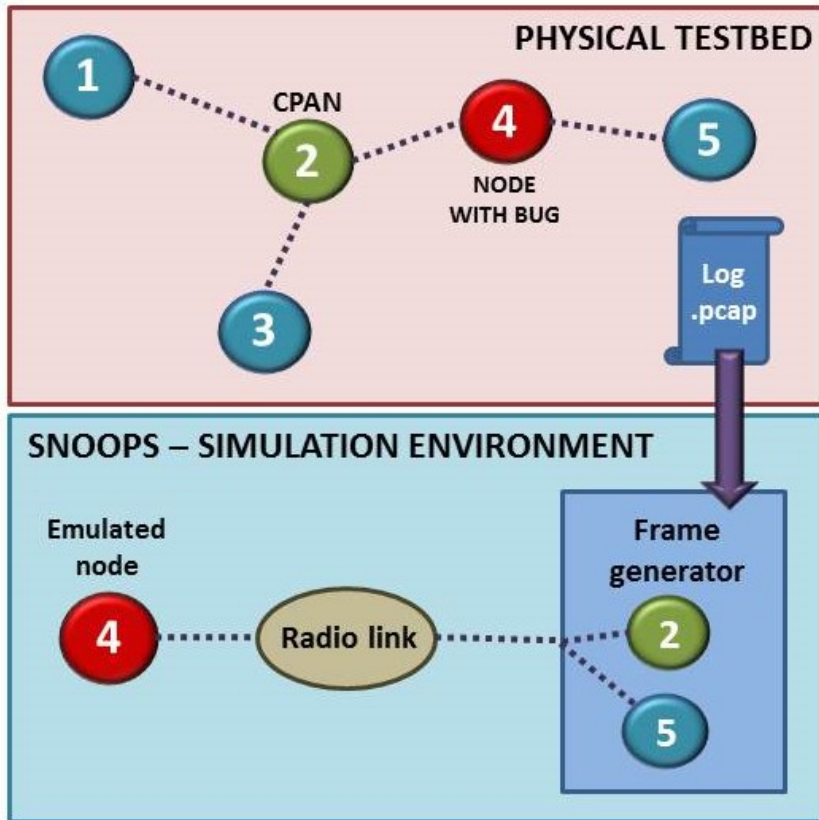 PHYSICAL TESTBED
1
CPAN
2
4
5
NODE
WITH BUG
3
Log
.pcap
SNOOPS – SIMULATION ENVIRONMENT
Emulated
node
4
Radio link
Frame
generator
2
5